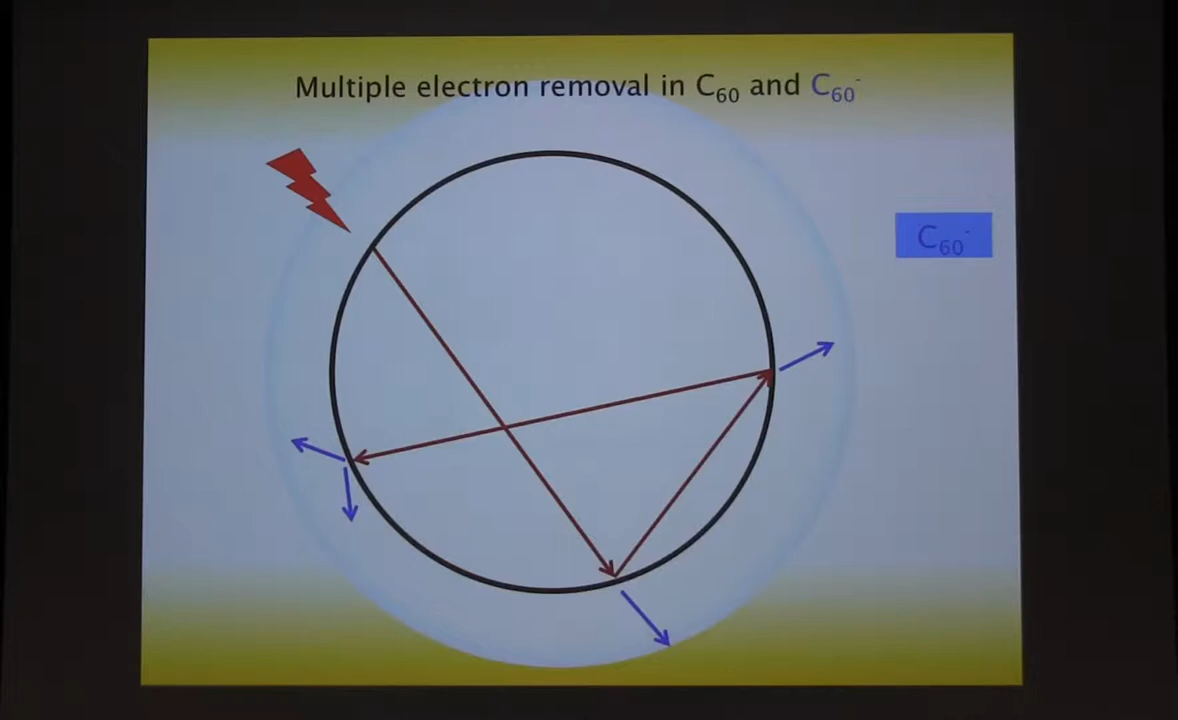 Multiple electron removal in C₆₀ and C₆₀⁻
C₆₀⁻